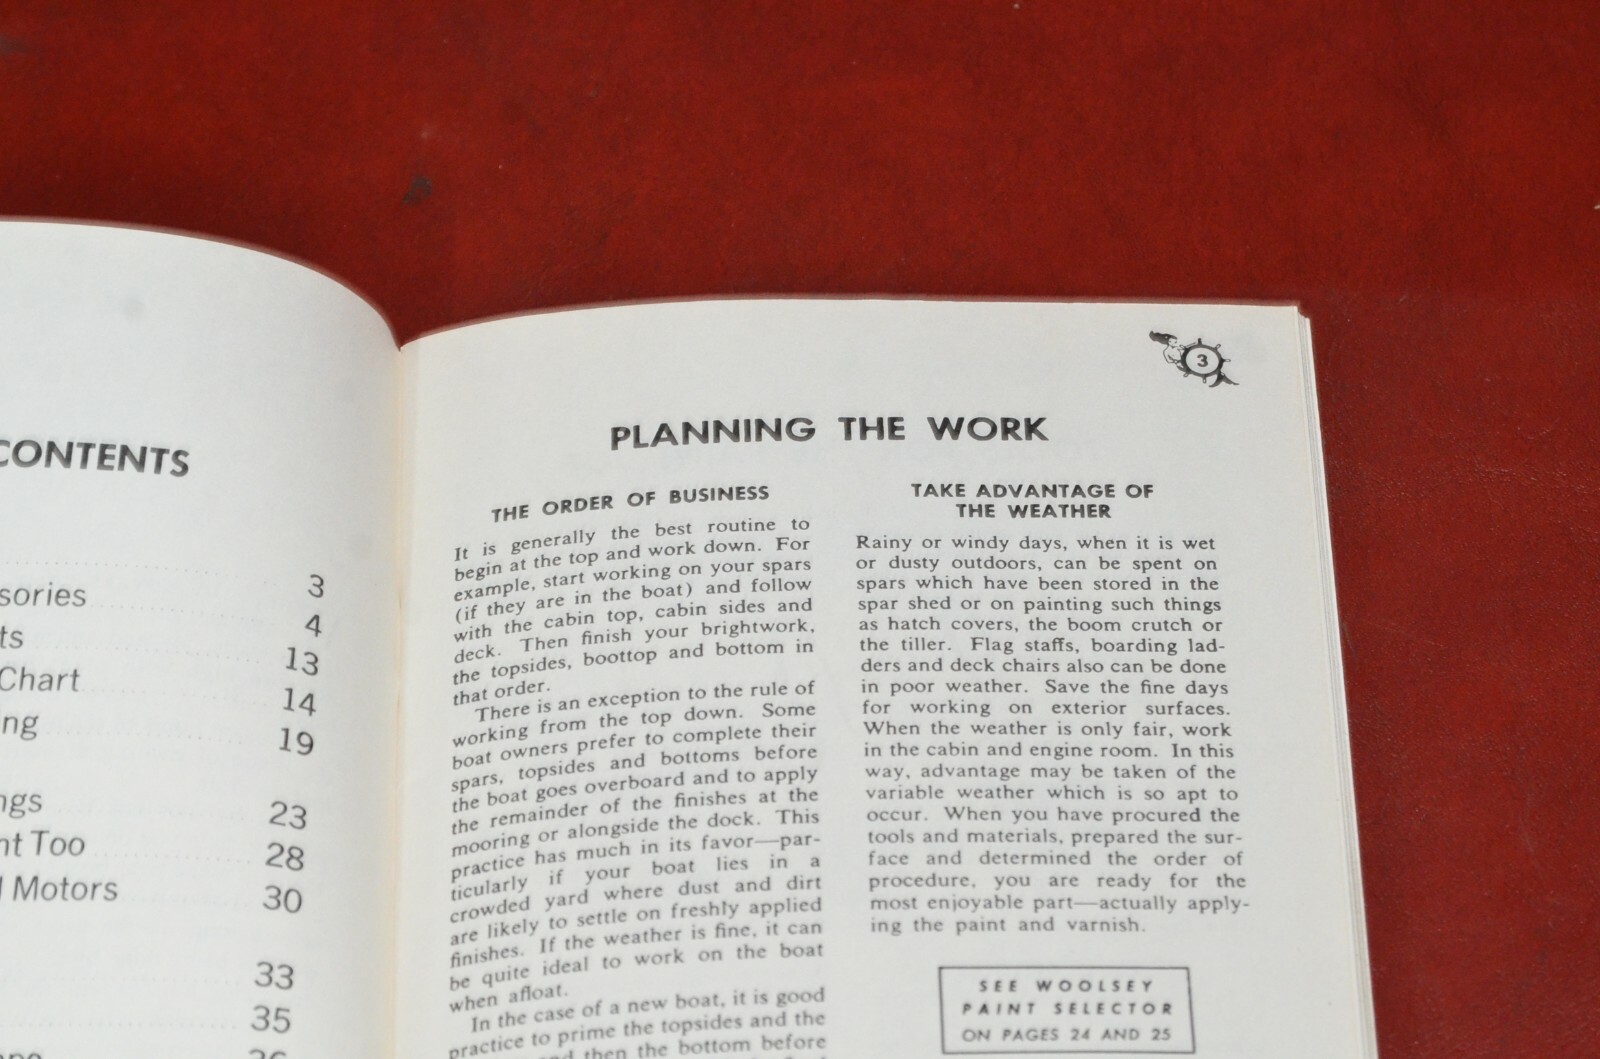 CONTENTS
3
sories 4
ts 13
Chart 14
ing 19
ngs 23
nt Too 28
Motors 30
33
35
3
PLANNING THE WORK
THE ORDER OF BUSINESS
It is generally the best routine to
begin at the top and work down. For
example, start working on your spars
(if they are in the boat) and follow
with the cabin top, cabin sides and
deck. Then finish your brightwork,
the topsides, boottop and bottom in
that order.
There is an exception to the rule of
working from the top down. Some
boat owners prefer to complete their
spars, topsides and bottoms before
the boat goes overboard and to apply
the remainder of the finishes at the
mooring or alongside the dock. This
practice has much in its favor—par-
ticularly if your boat lies in a
crowded yard where dust and dirt
are likely to settle on freshly applied
finishes. If the weather is fine, it can
be quite ideal to work on the boat
when afloat.
In the case of a new boat, it is good
practice to prime the topsides and the
then the bottom before
TAKE ADVANTAGE OF
THE WEATHER
Rainy or windy days, when it is wet
or dusty outdoors, can be spent on
spars which have been stored in the
spar shed or on painting such things
as hatch covers, the boom crutch or
the tiller. Flag staffs, boarding lad-
ders and deck chairs also can be done
in poor weather. Save the fine days
for working on exterior surfaces.
When the weather is only fair, work
in the cabin and engine room. In this
way, advantage may be taken of the
variable weather which is so apt to
occur. When you have procured the
tools and materials, prepared the sur-
face and determined the order of
procedure, you are ready for the
most enjoyable part—actually apply-
ing the paint and varnish.
SEE WOOLSEY
PAINT SELECTOR
ON PAGES 24 AND 25